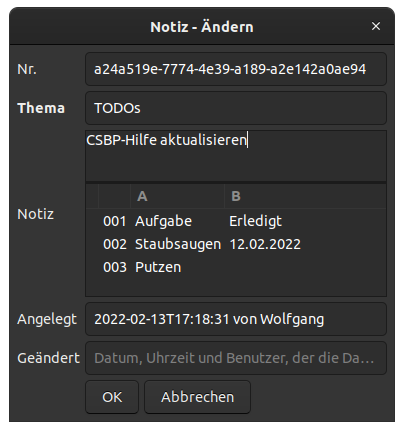 Notiz - Ändern ×
Nr. a24a519e-7774-4e39-a189-a2e142a0ae94
Thema TODOs
CSBP-Hilfe aktualisieren
Notiz
A B
001 Aufgabe Erledigt
002 Staubsaugen 12.02.2022
003 Putzen
Angelegt 2022-02-13T17:18:31 von Wolfgang
Geändert Datum, Uhrzeit und Benutzer, der die Da…
OK Abbrechen